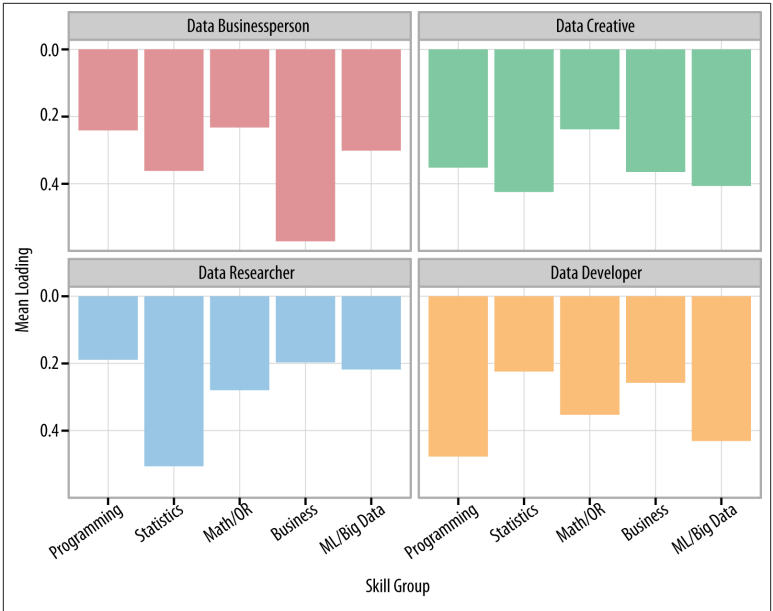 Data Businessperson
Data Creative
0.0
0.2
0.4
Data Researcher
Data Developer
0.0
0.2
0.4
Mean Loading
Programming
Statistics
Math/OR
Business
ML/Big Data
Programming
Statistics
Math/OR
Business
ML/Big Data
Skill Group